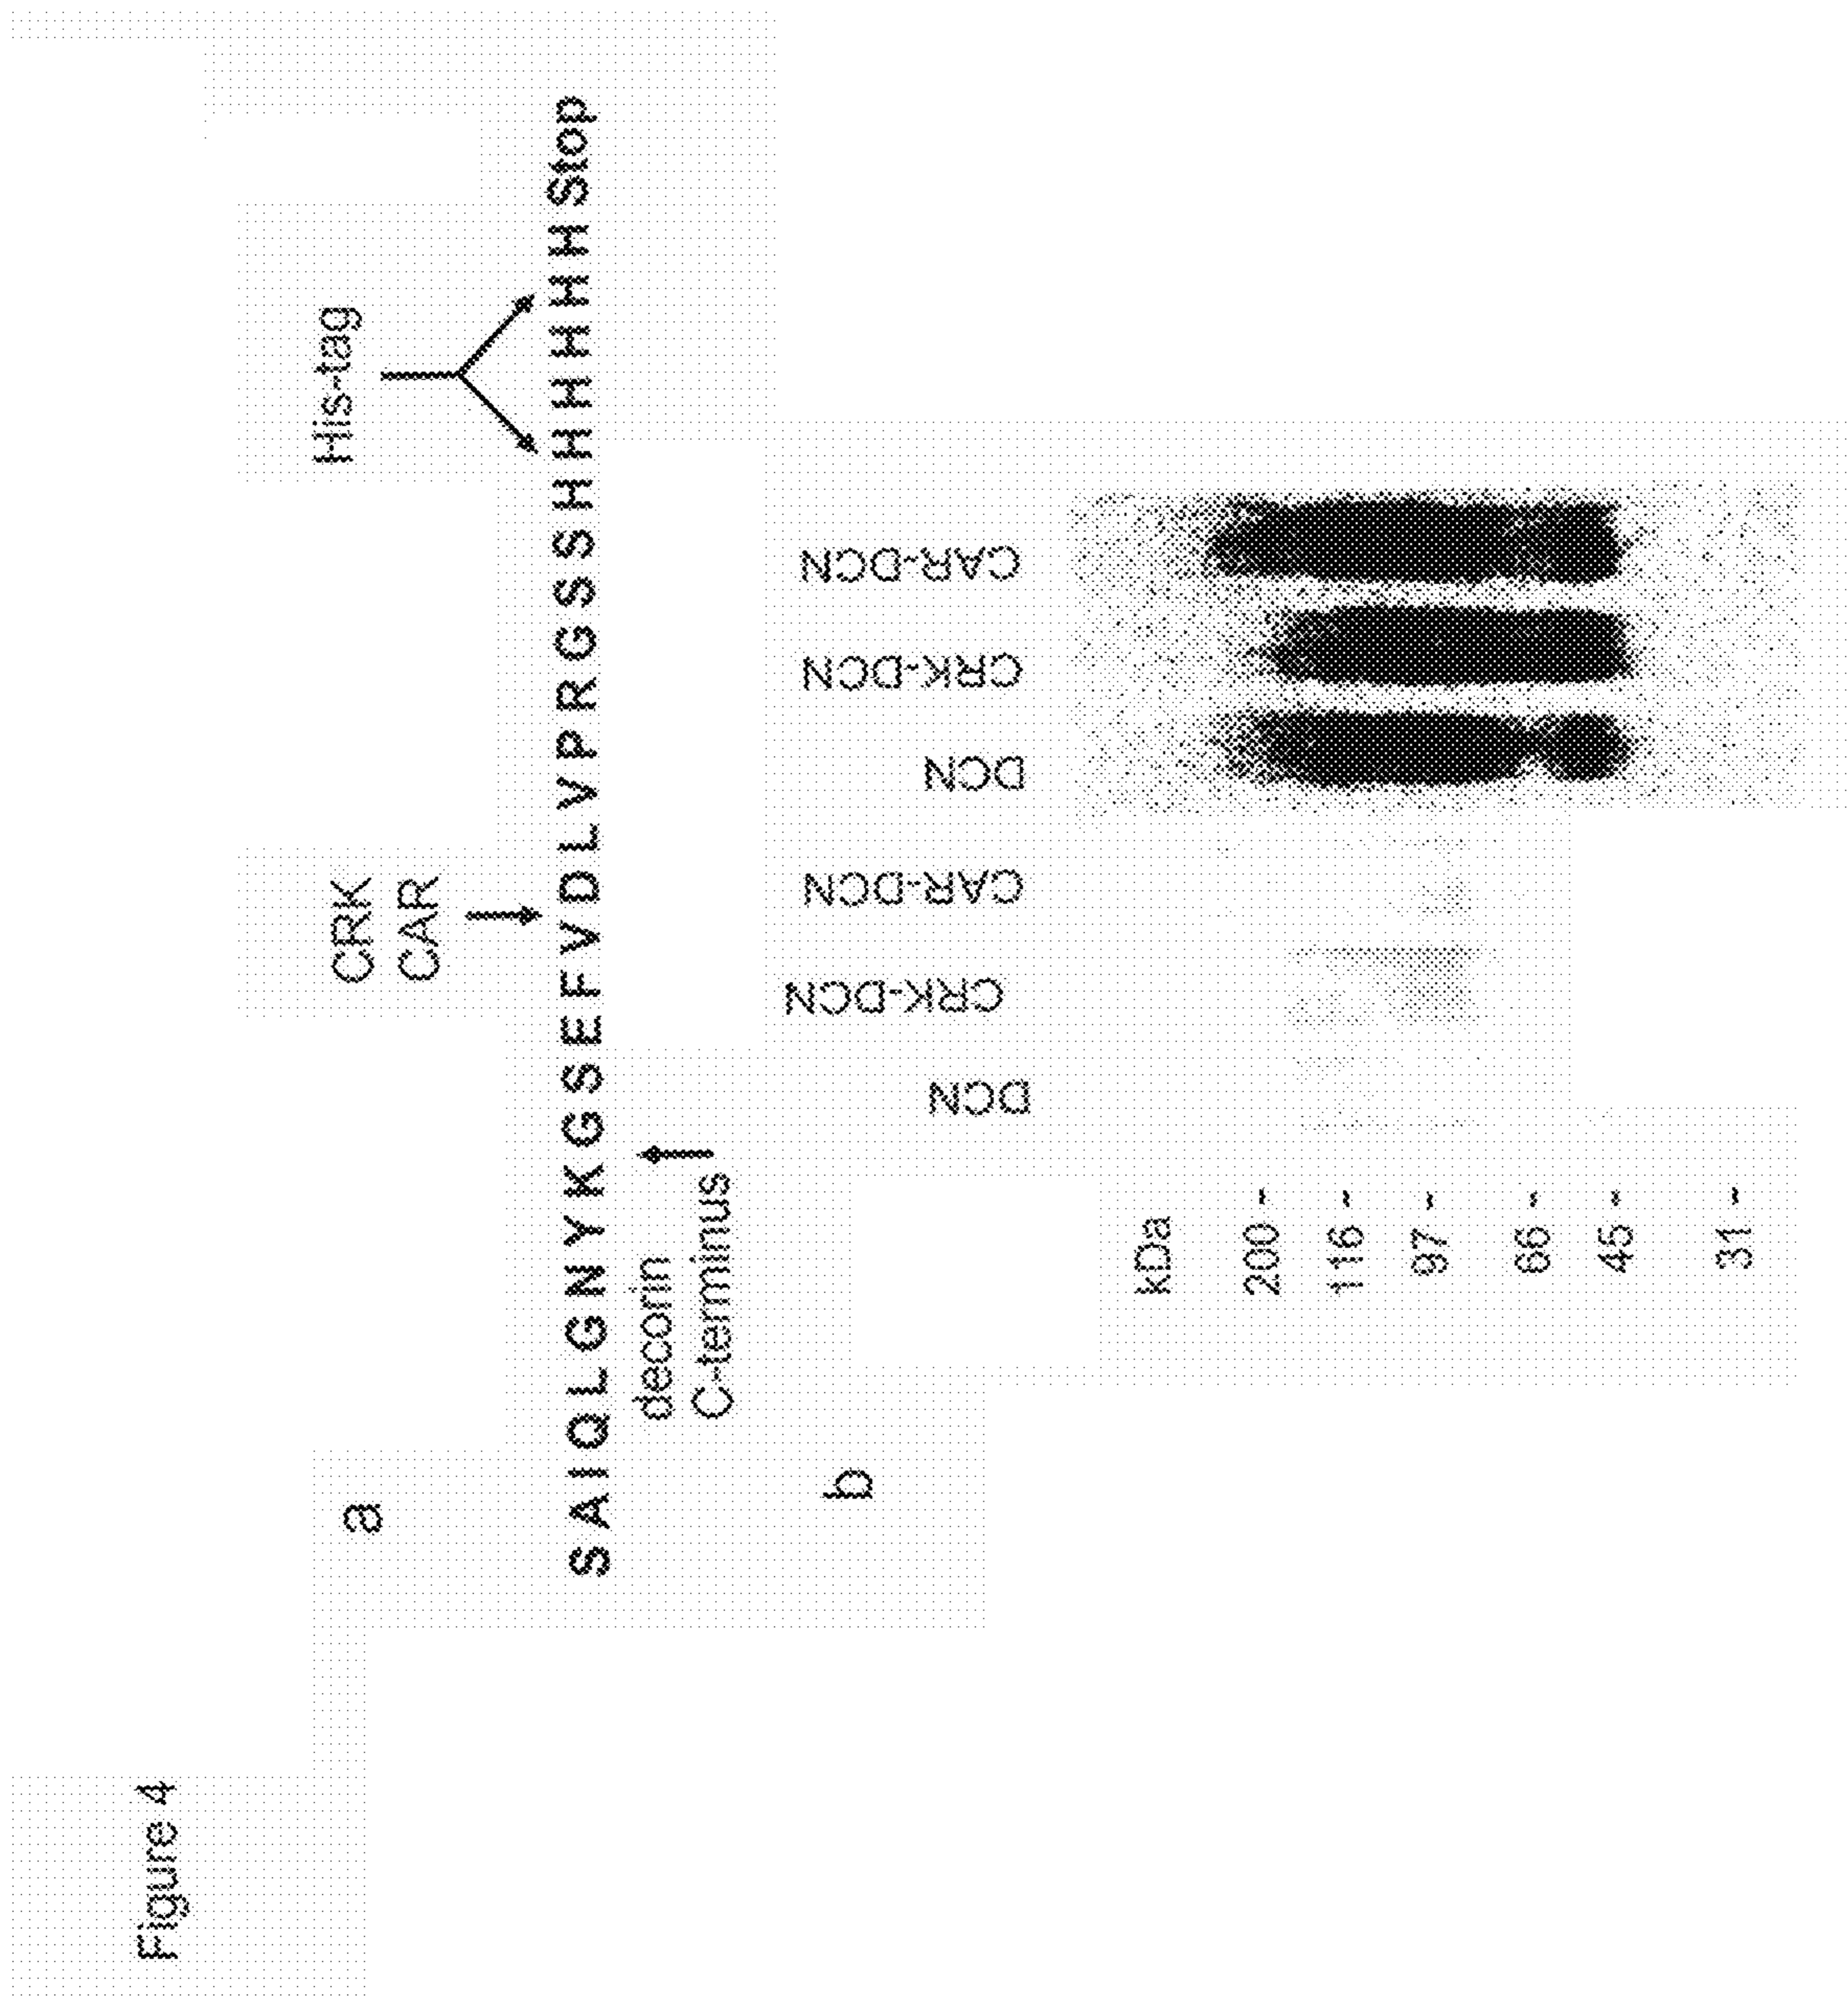 Figure 4
a
CRK
CAR
His-tag
S A I Q L G N Y K G S E F V D L V P R G S S H H H H H H Stop
decorin
C-terminus
b
DCN
CRK-DCN
CAR-DCN
DCN
CRK-DCN
CAR-DCN
kDa
200 -
116 -
97 -
66 -
45 -
31 -